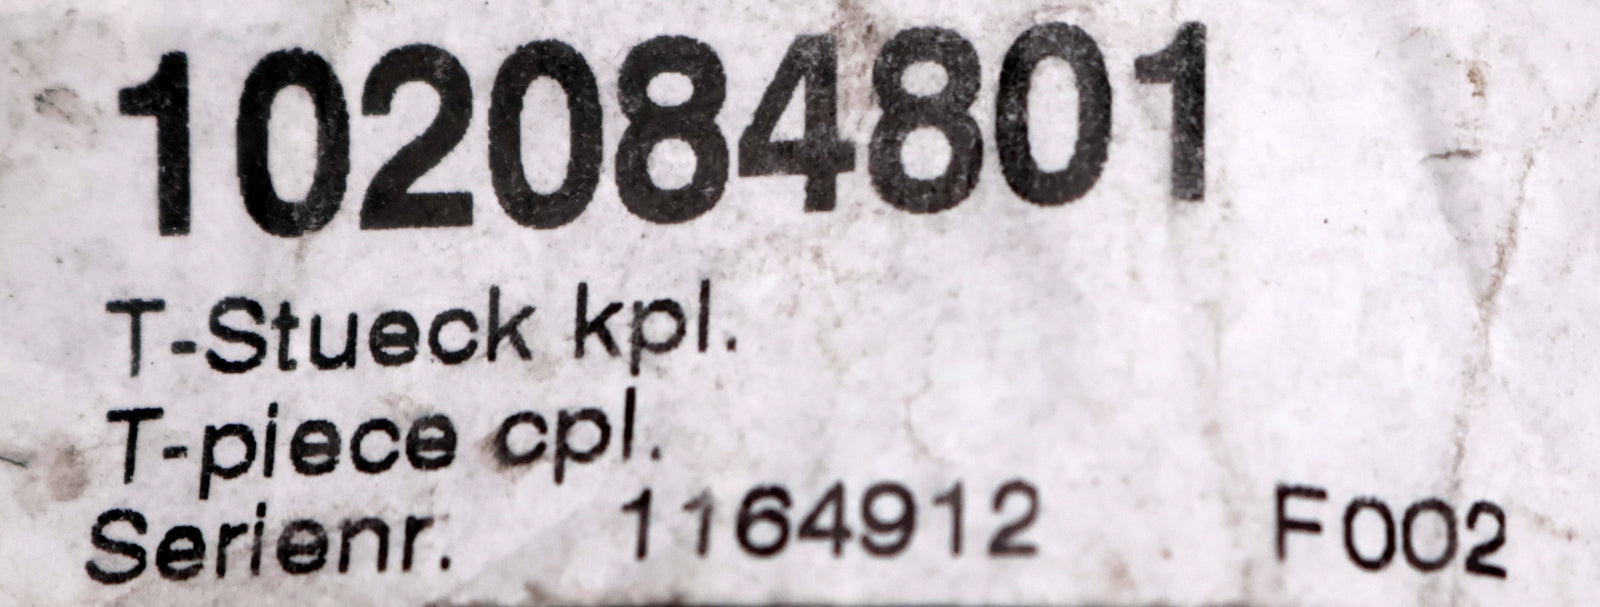 102084801
T-Stueck kpl.
T-piece cpl.
Serienr. 1164912 F002